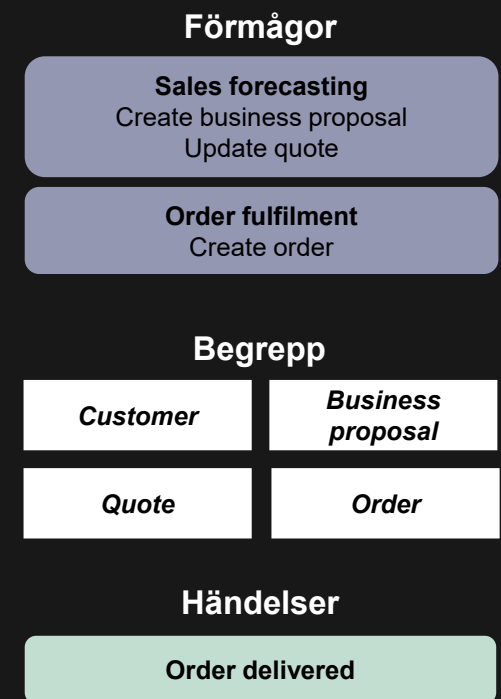 Förmågor
Sales forecasting
Create business proposal
Update quote
Order fulfilment
Create order
Begrepp
Customer
Business
proposal
Quote
Order
Händelser
Order delivered